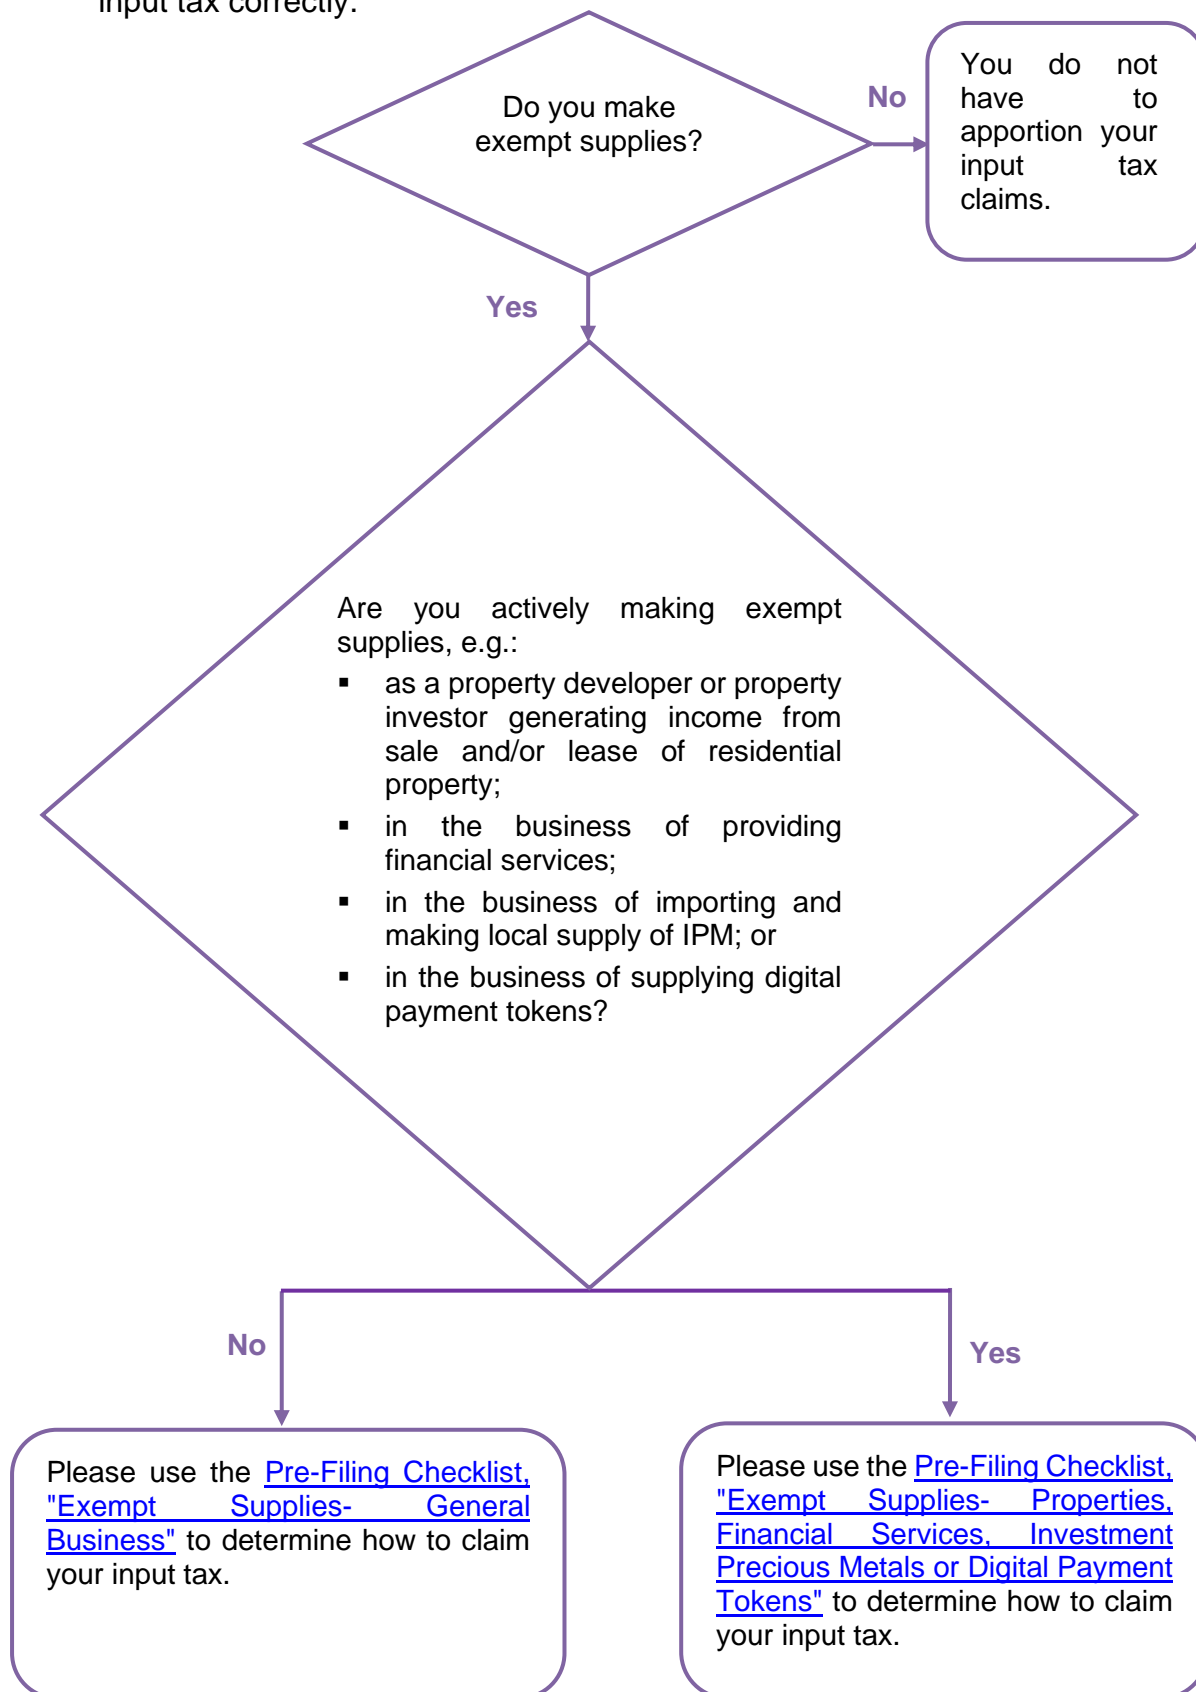 input tax correctly.
Do you make
exempt supplies?
No
You do not
have to
apportion your
input tax
claims.
Yes
Are you actively making exempt
supplies, e.g.:
▪ as a property developer or property
investor generating income from
sale and/or lease of residential
property;
▪ in the business of providing
financial services;
▪ in the business of importing and
making local supply of IPM; or
▪ in the business of supplying digital
payment tokens?
No
Yes
Please use the Pre-Filing Checklist,
"Exempt Supplies- General
Business" to determine how to claim
your input tax.
Please use the Pre-Filing Checklist,
"Exempt Supplies- Properties,
Financial Services, Investment
Precious Metals or Digital Payment
Tokens" to determine how to claim
your input tax.